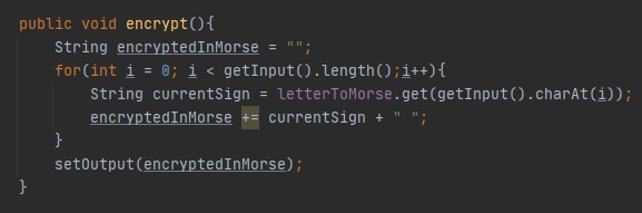 public void encrypt(){
    String encryptedInMorse = "";
    for(int i = 0; i < getInput().length();i++){
        String currentSign = letterToMorse.get(getInput().charAt(i));
        encryptedInMorse += currentSign + " ";
    }
    setOutput(encryptedInMorse);
}